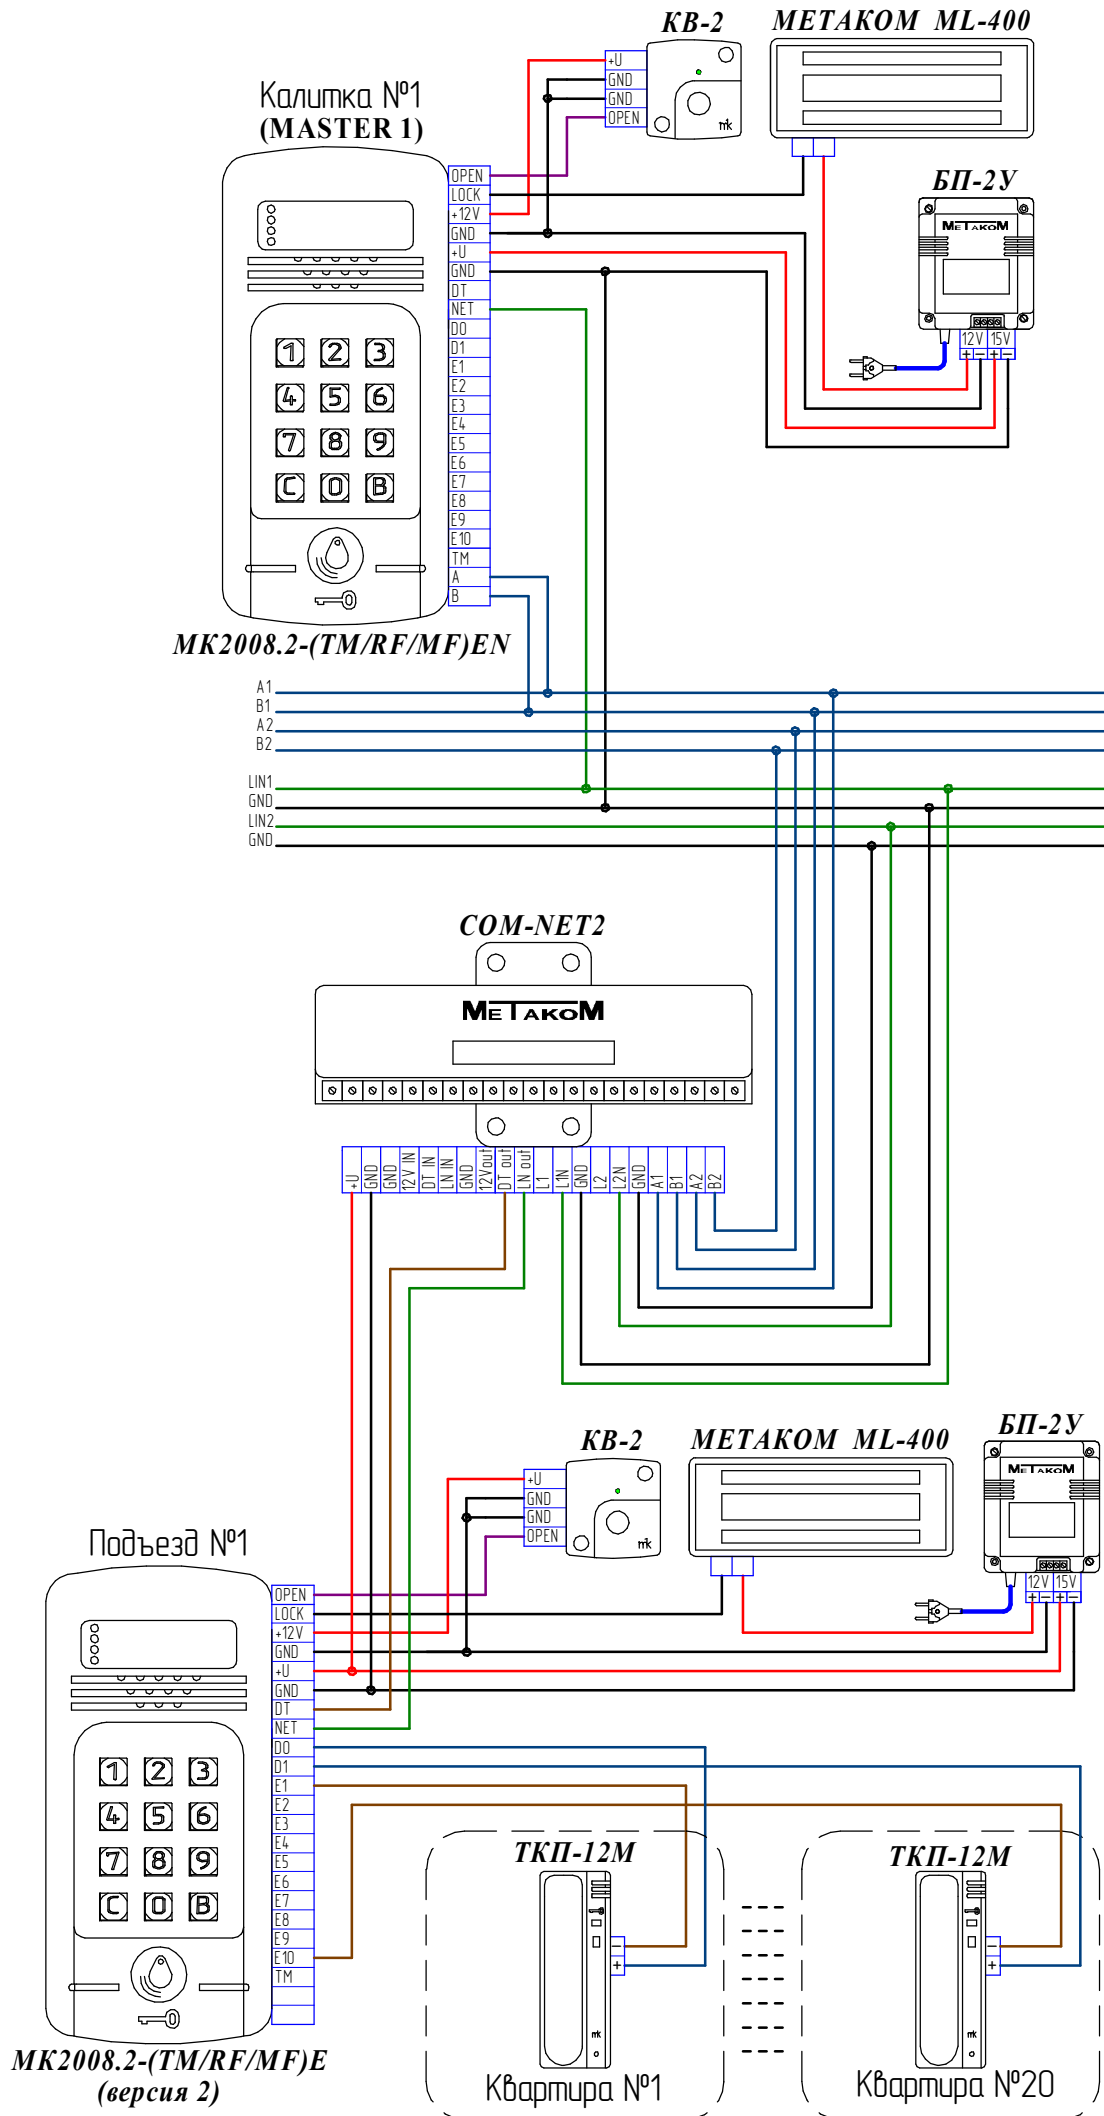 КВ-2
МЕТАКОМ ML-400
Калитка №1
(MASTER 1)
+U
GND
GND
OPEN
mk
БП-2У
МЕТАКОМ
12V 15V
+ − + −
OPEN
LOCK
+12V
GND
+U
GND
DT
NET
D0
D1
E1
E2
E3
E4
E5
E6
E7
E8
E9
E10
TM
A
B
1 2 3
4 5 6
7 8 9
C 0 B
МК2008.2-(TM/RF/MF)EN
A1
B1
A2
B2
LIN1
GND
LIN2
GND
COM-NET2
МЕТАКОМ
+U
GND
GND
12V IN
DT IN
LN IN
GND
12Vout
DT out
LN out
L1
L1N
GND
L2
L2N
GND
A1
B1
A2
B2
КВ-2
МЕТАКОМ ML-400
БП-2У
+U
GND
GND
OPEN
mk
МЕТАКОМ
12V 15V
+ − + −
Подъезд №1
OPEN
LOCK
+12V
GND
+U
GND
DT
NET
D0
D1
E1
E2
E3
E4
E5
E6
E7
E8
E9
E10
TM
1 2 3
4 5 6
7 8 9
C 0 B
МК2008.2-(TM/RF/MF)E
(версия 2)
ТКП-12М
−
+
mk
Квартира №1
ТКП-12М
−
+
mk
Квартира №20